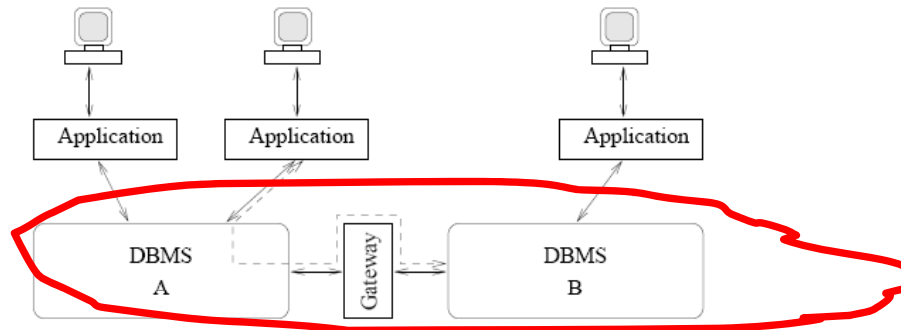 Application
Application
Application
DBMS
A
Gateway
DBMS
B